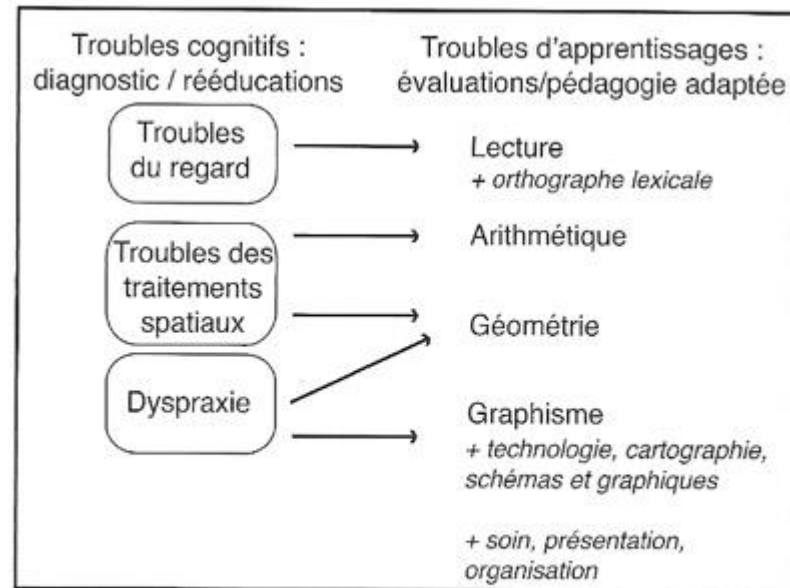 Troubles cognitifs :
diagnostic / rééducations
Troubles d'apprentissages :
évaluations/pédagogie adaptée
Troubles
du regard
Lecture
+ orthographe lexicale
Troubles des
traitements
spatiaux
Arithmétique
Géométrie
Dyspraxie
Graphisme
+ technologie, cartographie,
schémas et graphiques
+ soin, présentation,
organisation